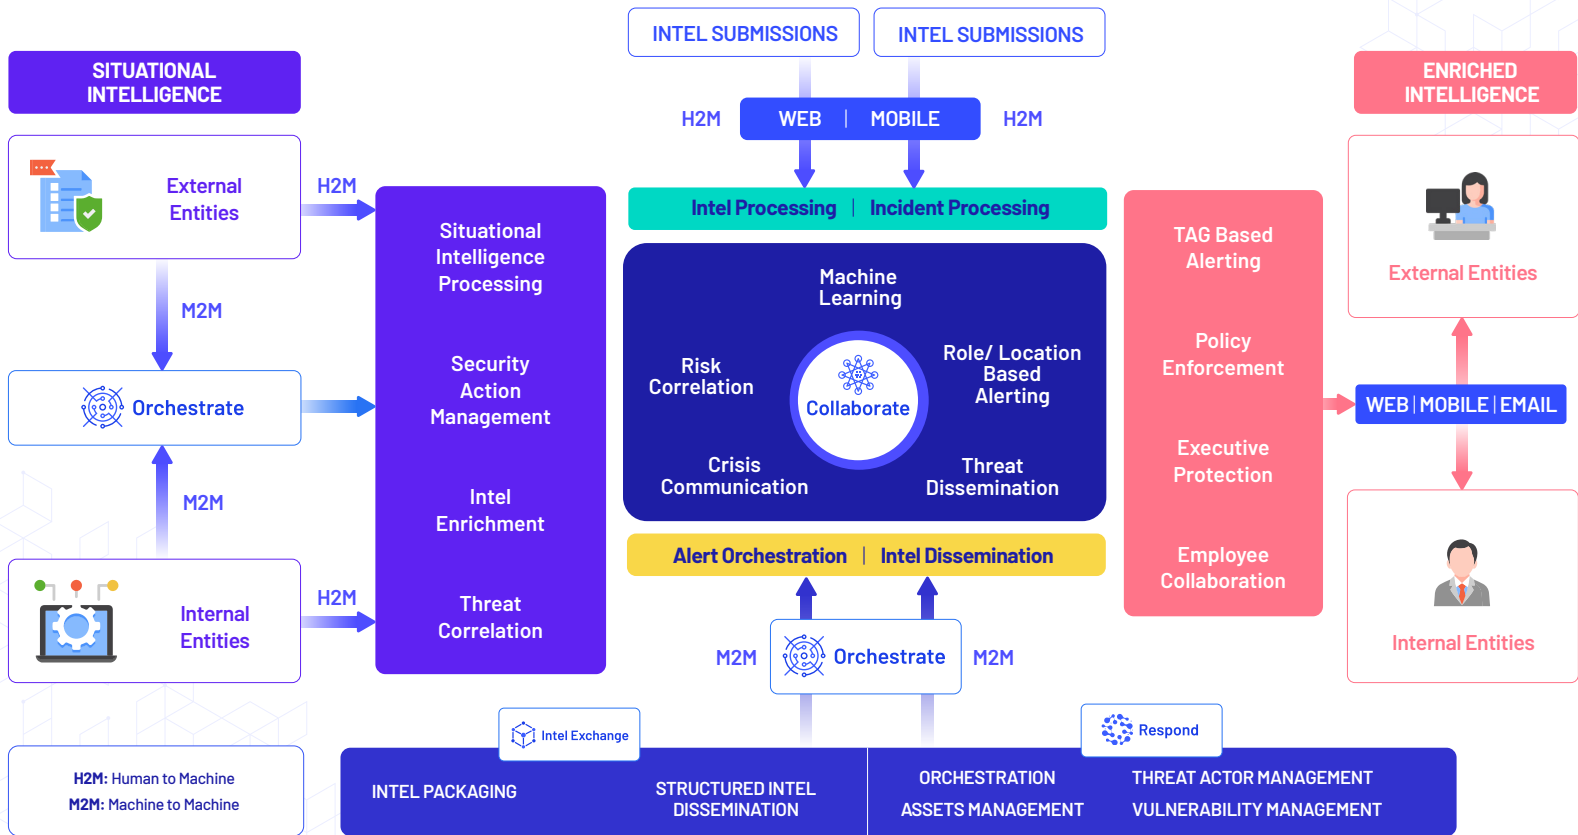 INTEL SUBMISSIONS
INTEL SUBMISSIONS
SITUATIONAL
INTELLIGENCE
ENRICHED
INTELLIGENCE
H2M
WEB | MOBILE
H2M
External
Entities
H2M
M2M
Orchestrate
M2M
Internal
Entities
H2M
Situational
Intelligence
Processing
Security
Action
Management
Intel
Enrichment
Threat
Correlation
Intel Processing | Incident Processing
Machine
Learning
Risk
Correlation
Collaborate
Role/ Location
Based
Alerting
Crisis
Communication
Threat
Dissemination
Alert Orchestration | Intel Dissemination
M2M
Orchestrate
M2M
TAG Based
Alerting
Policy
Enforcement
Executive
Protection
Employee
Collaboration
External Entities
WEB | MOBILE | EMAIL
Internal Entities
H2M: Human to Machine
M2M: Machine to Machine
Intel Exchange
Respond
INTEL PACKAGING
STRUCTURED INTEL
DISSEMINATION
ORCHESTRATION
THREAT ACTOR MANAGEMENT
ASSETS MANAGEMENT
VULNERABILITY MANAGEMENT